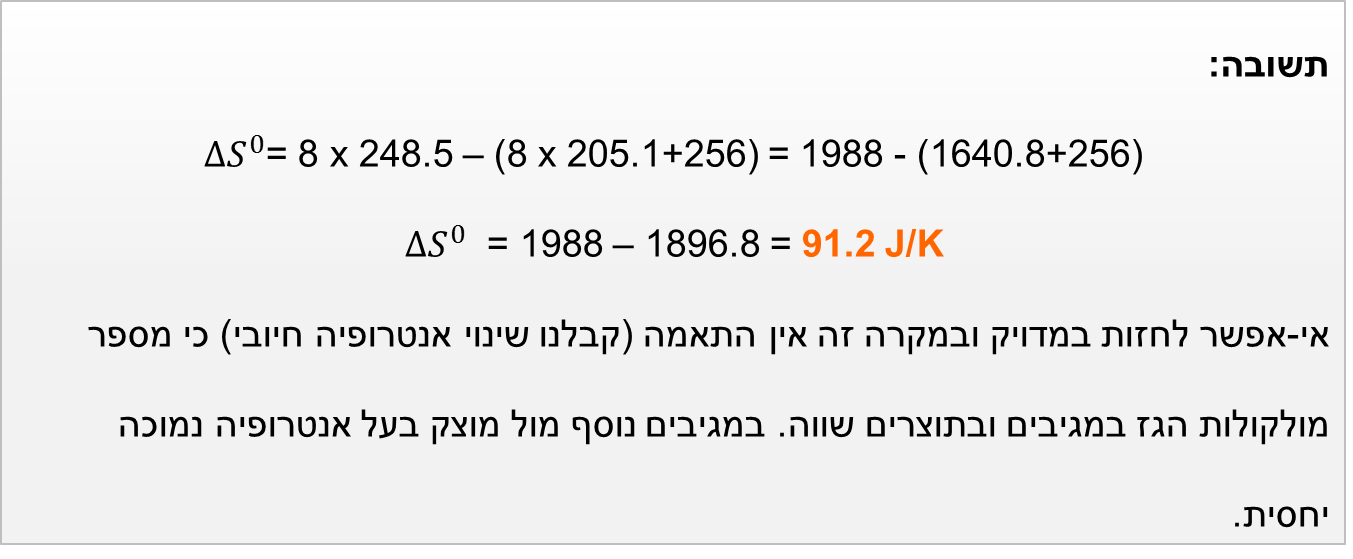 תשובה:
Δ𝑆⁰= 8 x 248.5 – (8 x 205.1+256) = 1988 - (1640.8+256)
Δ𝑆⁰ = 1988 – 1896.8 = 91.2 J/K
אי-אפשר לחזות במדויק ובמקרה זה אין התאמה (קבלנו שינוי אנטרופיה חיובי) כי מספר
מולקולות הגז במגיבים ובתוצרים שווה. במגיבים נוסף מול מוצק בעל אנטרופיה נמוכה
יחסית.